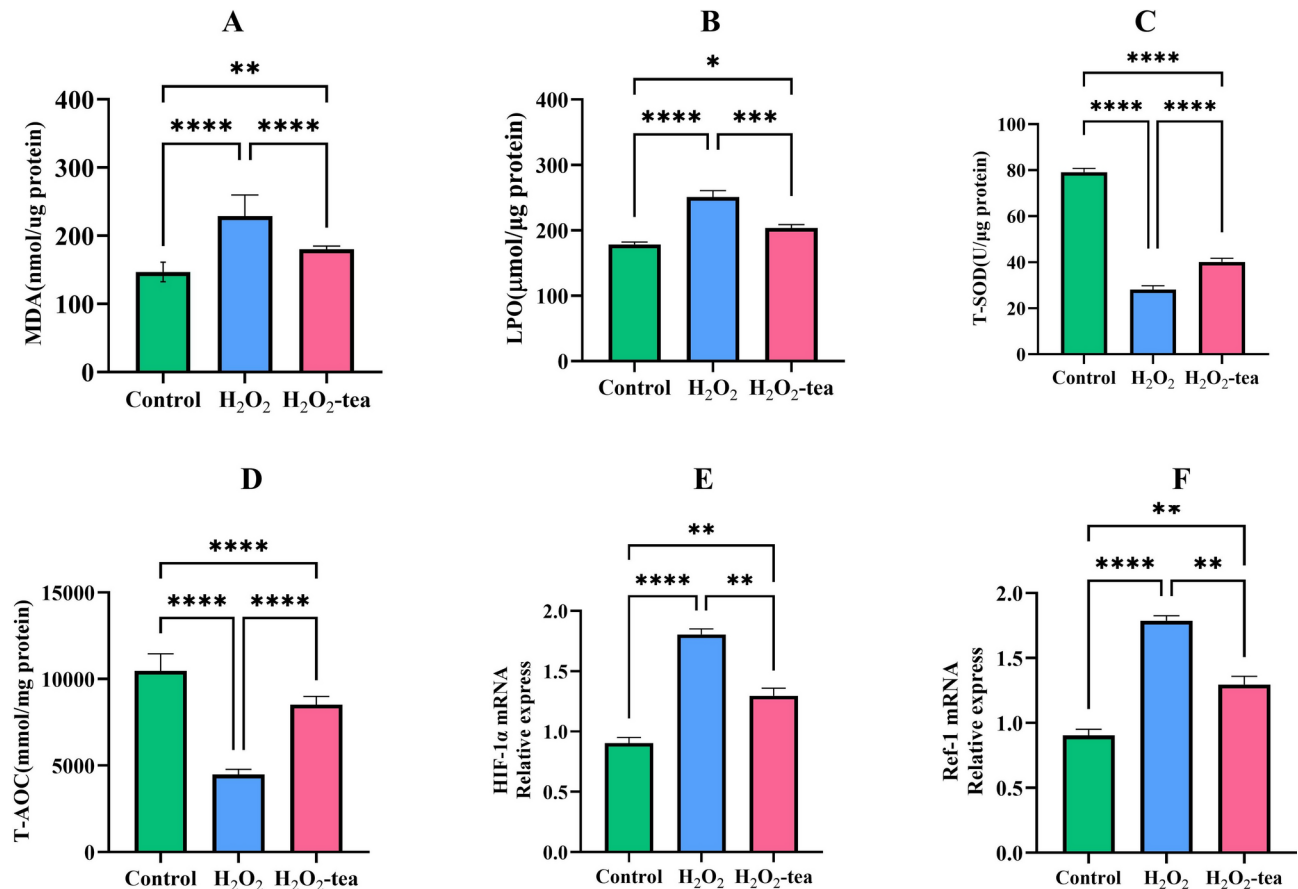 A
**
****
****
400
300
200
100
0
MDA(nmol/ug protein)
Control
H₂O₂
H₂O₂-tea
B
*
****
***
400
300
200
100
0
LPO(μmol/μg protein)
Control
H₂O₂
H₂O₂-tea
C
****
****
****
100
80
60
40
20
0
T-SOD(U/μg protein)
Control
H₂O₂
H₂O₂-tea
D
****
****
****
15000
10000
5000
0
T-AOC(mmol/mg protein)
Control
H₂O₂
H₂O₂-tea
E
**
****
**
2.0
1.5
1.0
0.5
0.0
HIF-1α mRNA
Relative express
Control
H₂O₂
H₂O₂-tea
F
**
****
**
2.0
1.5
1.0
0.5
0.0
Ref-1 mRNA
Relative express
Control
H₂O₂
H₂O₂-tea